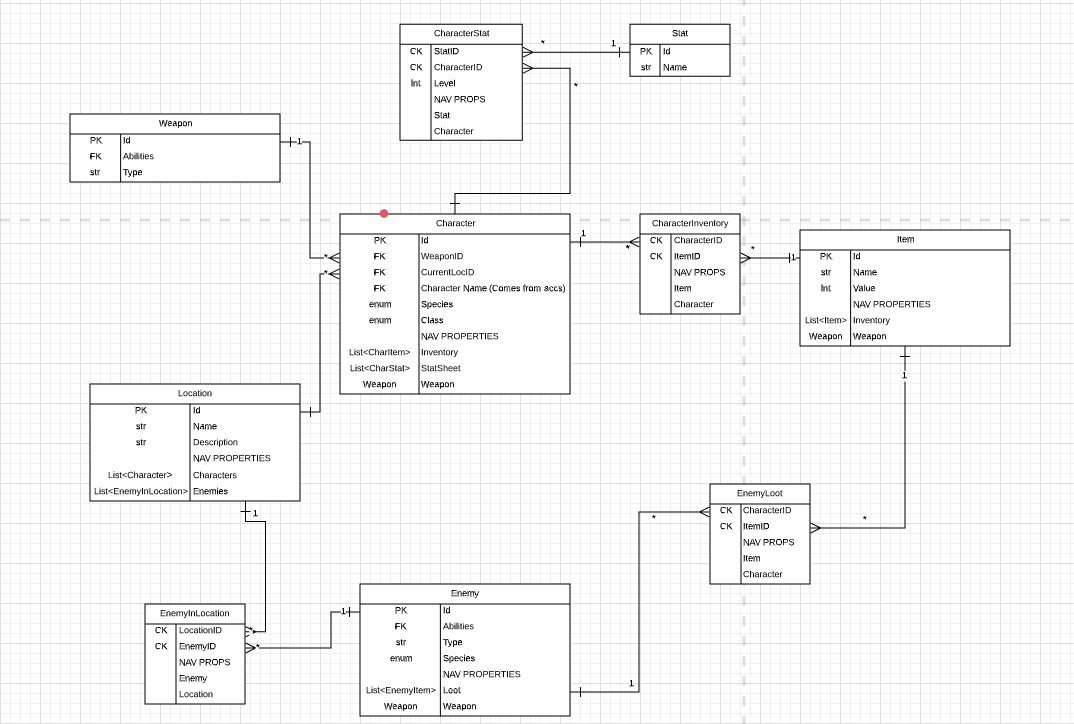 CharacterStat
CK StatID
CK CharacterID
Int Level
NAV PROPS
Stat
Character
* 1
*
Stat
PK Id
str Name
Weapon
PK Id
FK Abilities
str Type
1
*
*
Character
PK Id
FK WeaponID
FK CurrentLocID
FK Character Name (Comes from accs)
enum Species
enum Class
NAV PROPERTIES
List<CharItem> Inventory
List<CharStat> StatSheet
Weapon Weapon
1
*
CharacterInventory
CK CharacterID
CK ItemID
NAV PROPS
Item
Character
*
1
Item
PK Id
str Name
Int Value
NAV PROPERTIES
List<Item> Inventory
Weapon Weapon
1
Location
PK Id
str Name
str Description
NAV PROPERTIES
List<Character> Characters
List<EnemyInLocation> Enemies
1
EnemyLoot
CK CharacterID
CK ItemID
NAV PROPS
Item
Character
*
*
EnemyInLocation
CK LocationID
CK EnemyID
NAV PROPS
Enemy
Location
*
*
1
Enemy
PK Id
FK Abilities
str Type
enum Species
NAV PROPERTIES
List<EnemyItem> Loot
Weapon Weapon
1